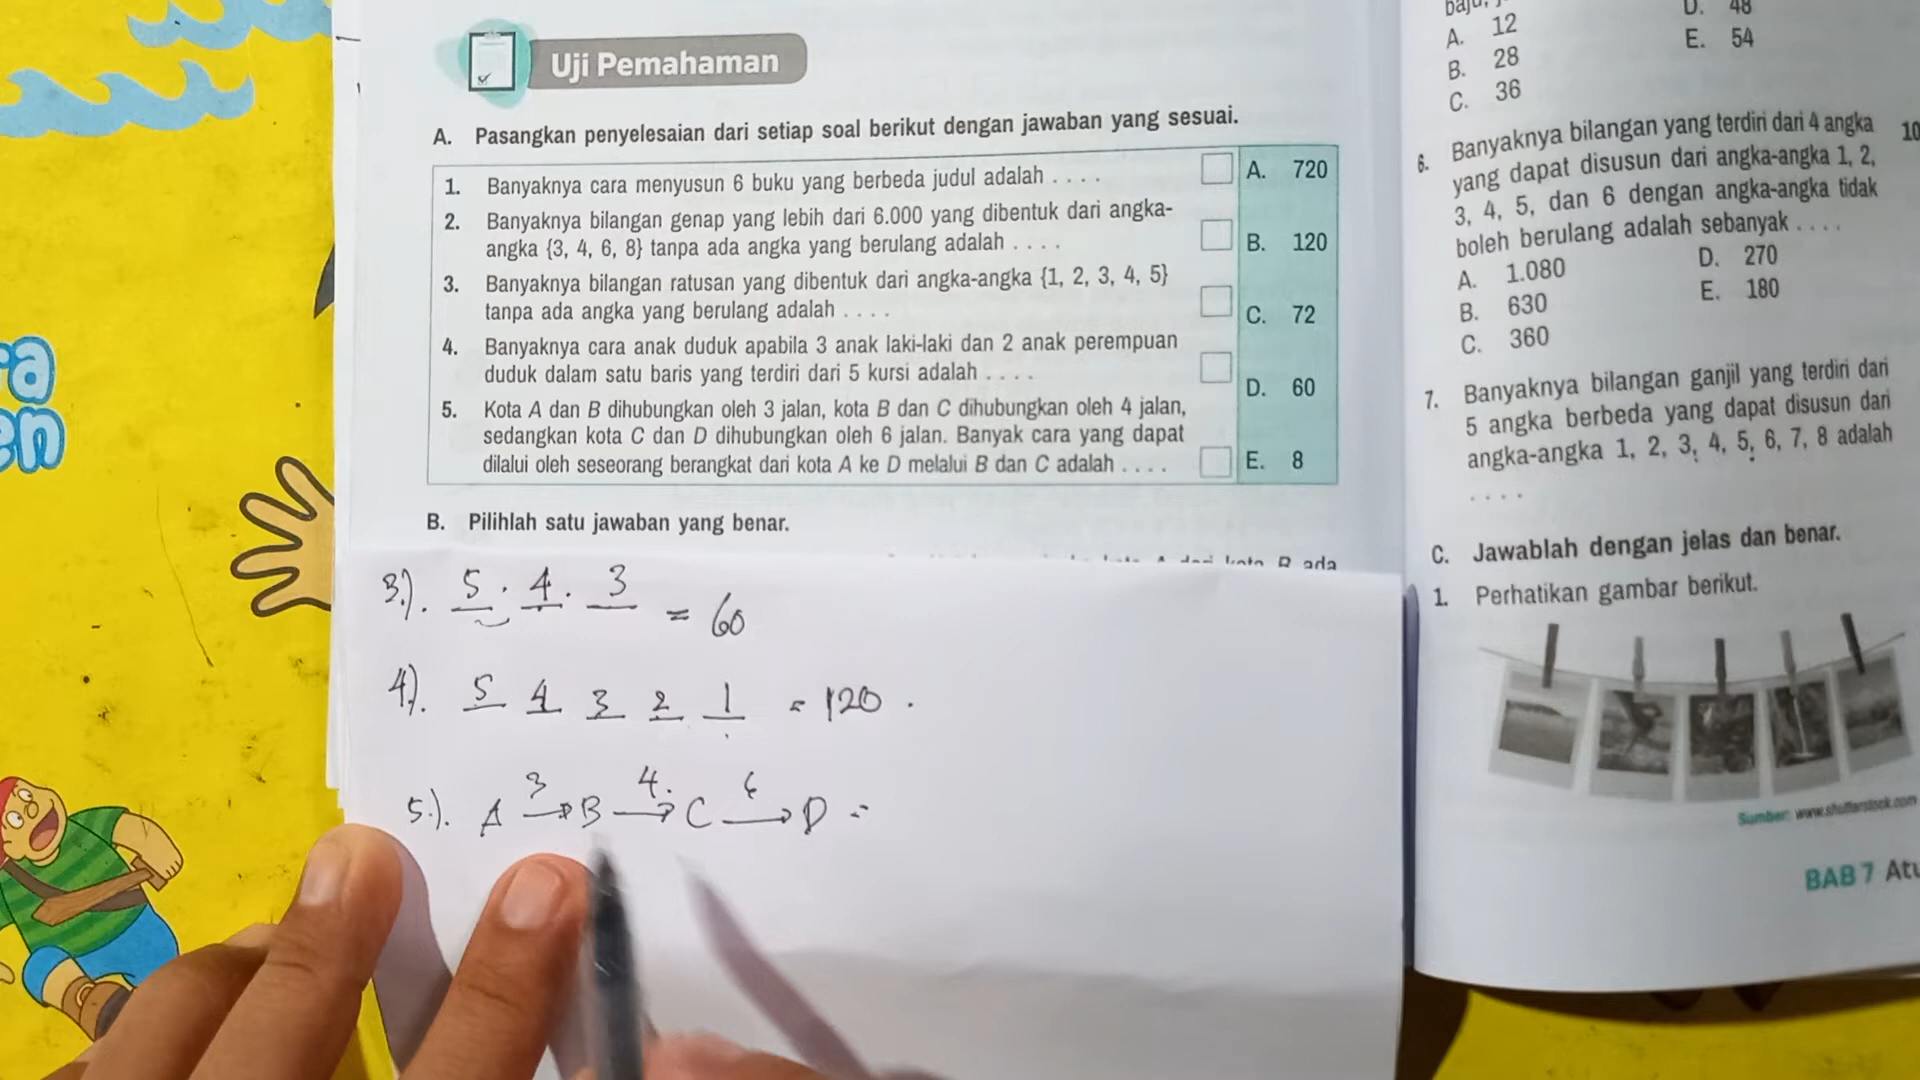 Uji Pemahaman
A. Pasangkan penyelesaian dari setiap soal berikut dengan jawaban yang sesuai.
1. Banyaknya cara menyusun 6 buku yang berbeda judul adalah . . . .
2. Banyaknya bilangan genap yang lebih dari 6.000 yang dibentuk dari angka-
angka {3, 4, 6, 8} tanpa ada angka yang berulang adalah . . . .
3. Banyaknya bilangan ratusan yang dibentuk dari angka-angka {1, 2, 3, 4, 5}
tanpa ada angka yang berulang adalah . . . .
4. Banyaknya cara anak duduk apabila 3 anak laki-laki dan 2 anak perempuan
duduk dalam satu baris yang terdiri dari 5 kursi adalah . . . .
5. Kota A dan B dihubungkan oleh 3 jalan, kota B dan C dihubungkan oleh 4 jalan,
sedangkan kota C dan D dihubungkan oleh 6 jalan. Banyak cara yang dapat
dilalui oleh seseorang berangkat dari kota A ke D melalui B dan C adalah . . . .
A. 720
B. 120
C. 72
D. 60
E. 8
B. Pilihlah satu jawaban yang benar.
kota A dari kota B ada
3.). 5 . 4 . 3 = 60
4). 5 4 3 2 1 = 120 .
5.). A 3→ B 4.→ C 6→ D =
A. 12
B. 28
C. 36
D. 48
E. 54
6. Banyaknya bilangan yang terdiri dari 4 angka
yang dapat disusun dari angka-angka 1, 2,
3, 4, 5, dan 6 dengan angka-angka tidak
boleh berulang adalah sebanyak . . . .
A. 1.080
B. 630
C. 360
D. 270
E. 180
7. Banyaknya bilangan ganjil yang terdiri dari
5 angka berbeda yang dapat disusun dari
angka-angka 1, 2, 3, 4, 5, 6, 7, 8 adalah
. . . .
C. Jawablah dengan jelas dan benar.
1. Perhatikan gambar berikut.
Sumber: www.shutterstock.com
BAB 7
10